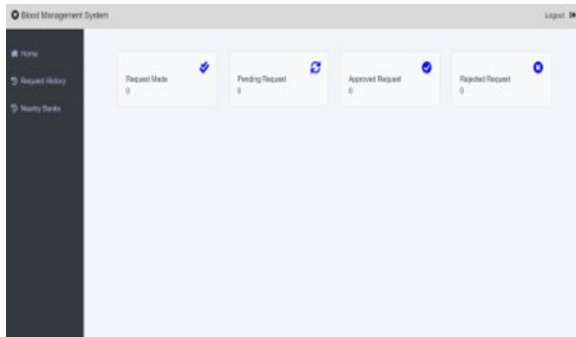 Blood Management System
Logout
Home
Request History
Nearby Banks
Request Made
0
Pending Request
0
Approved Request
0
Rejected Request
0